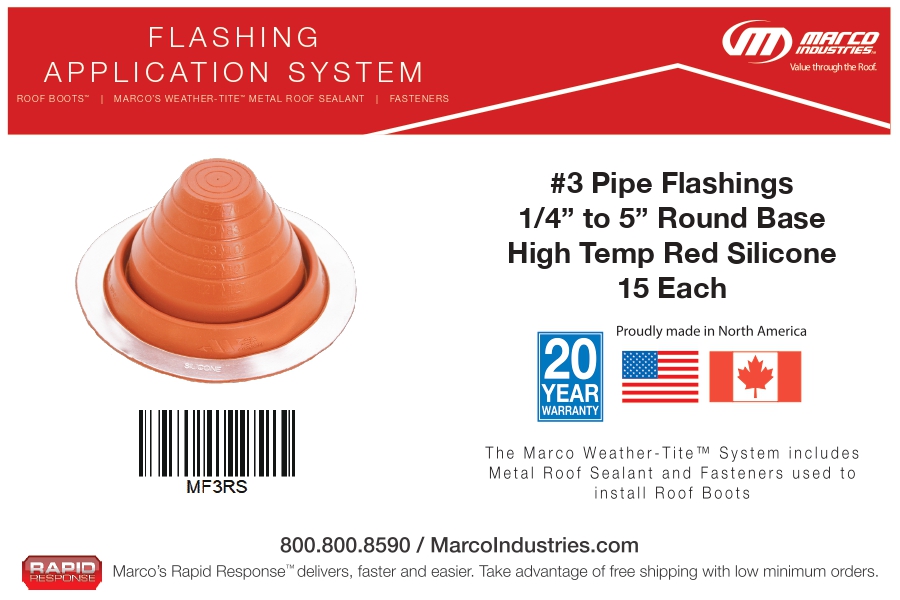 FLASHING
APPLICATION SYSTEM
ROOF BOOTS™ | MARCO'S WEATHER-TITE™ METAL ROOF SEALANT | FASTENERS
MARCO
INDUSTRIES™
Value through the Roof.
#3 Pipe Flashings
1/4” to 5” Round Base
High Temp Red Silicone
15 Each
Proudly made in North America
20
YEAR
WARRANTY
SILICONE
MF3RS
The Marco Weather-Tite™ System includes
Metal Roof Sealant and Fasteners used to
install Roof Boots
800.800.8590 / MarcoIndustries.com
RAPID
RESPONSE
Marco’s Rapid Response™ delivers, faster and easier. Take advantage of free shipping with low minimum orders.